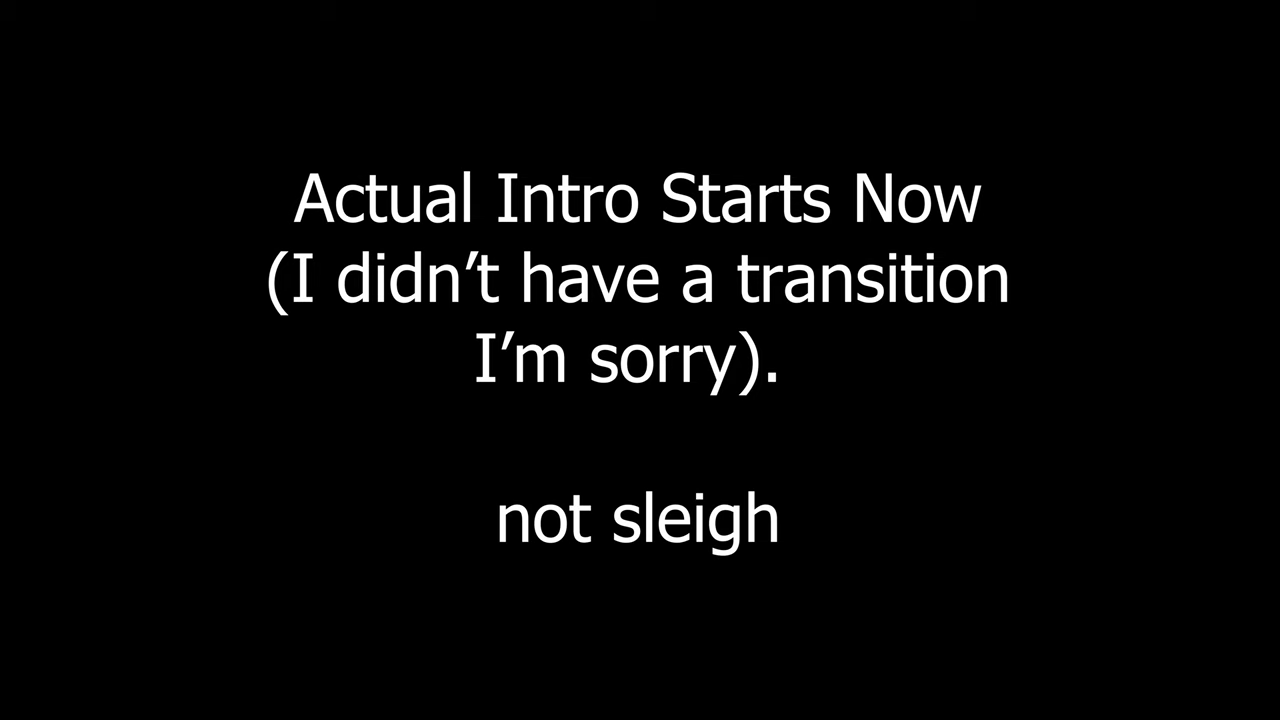 Actual Intro Starts Now
(I didn’t have a transition
I’m sorry).
not sleigh